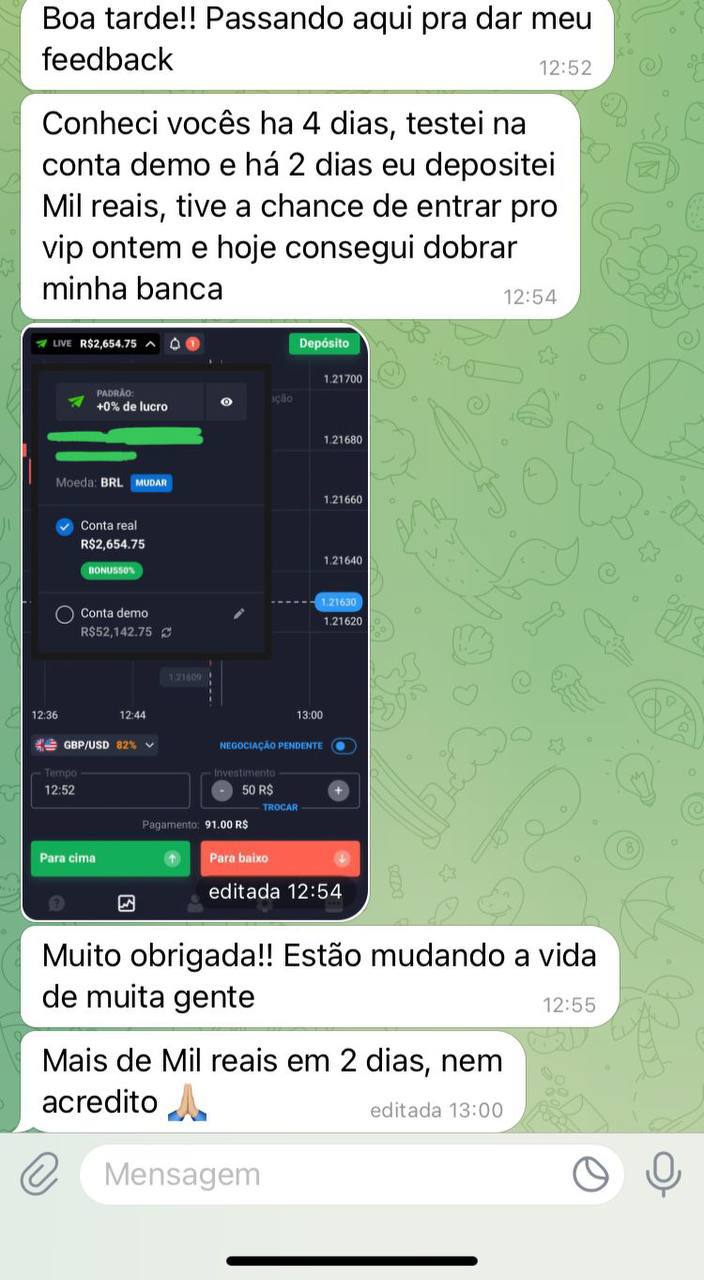 Boa tarde!! Passando aqui pra dar meu
feedback
12:52
Conheci vocês ha 4 dias, testei na
conta demo e há 2 dias eu depositei
Mil reais, tive a chance de entrar pro
vip ontem e hoje consegui dobrar
minha banca
12:54
LIVE R$2,654.75
1
Depósito
PADRÃO:
+0% de lucro
ação
Moeda: BRL MUDAR
Conta real
R$2,654.75
BONUS50%
Conta demo
R$52,142.75
1.21700
1.21680
1.21660
1.21640
1.21630
1.21620
1.21609
12:36 12:44 13:00
GBP/USD 82% NEGOCIAÇÃO PENDENTE
Tempo Investimento
12:52 - 50 R$ +
TROCAR
Pagamento: 91.00 R$
Para cima Para baixo
editada 12:54
Muito obrigada!! Estão mudando a vida
de muita gente
12:55
Mais de Mil reais em 2 dias, nem
acredito 🙏🏼
editada 13:00
Mensagem